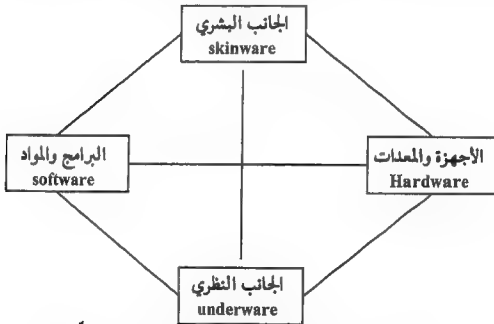 الجانب البشري
skinware
البرامج والمواد
software
الأجهزة والمعدات
Hardware
الجانب النظري
underware